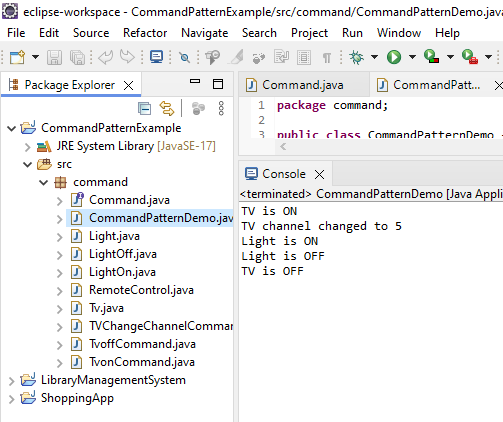 eclipse-workspace - CommandPatternExample/src/command/CommandPatternDemo.java
File Edit Source Refactor Navigate Search Project Run Window Help
Package Explorer
CommandPatternExample
JRE System Library [JavaSE-17]
src
command
Command.java
CommandPatternDemo.jav
Light.java
LightOff.java
LightOn.java
RemoteControl.java
Tv.java
TVChangeChannelComma
TvoffCommand.java
TvonCommand.java
LibraryManagementSystem
ShoppingApp
Command.java CommandPatt...
1 package command;
2
3 public class CommandPatternDemo
Console
<terminated> CommandPatternDemo [Java Appli
TV is ON
TV channel changed to 5
Light is ON
Light is OFF
TV is OFF